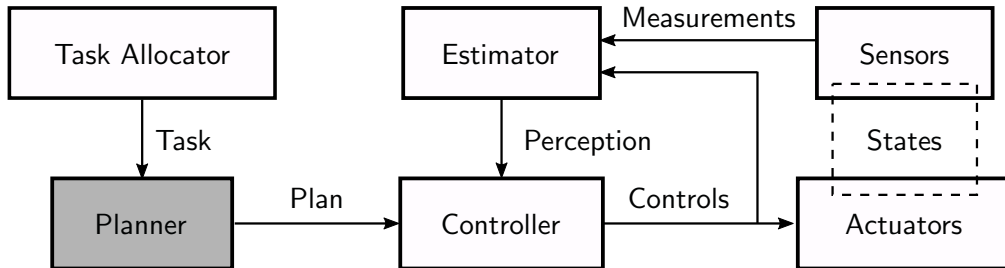 Measurements
Task Allocator
Estimator
Sensors
Task
Perception
States
Plan
Controls
Planner
Controller
Actuators